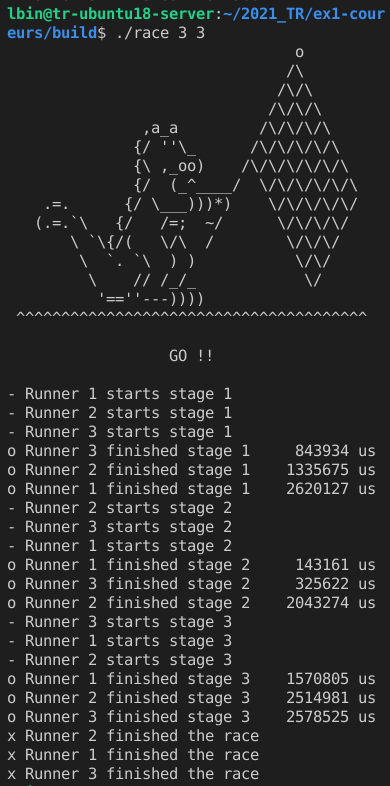 lbin@tr-ubuntu18-server:~/2021_TR/ex1-cour
eurs/build$ ./race 3 3
GO !!
- Runner 1 starts stage 1
- Runner 2 starts stage 1
- Runner 3 starts stage 1
o Runner 3 finished stage 1     843934 us
o Runner 2 finished stage 1    1335675 us
o Runner 1 finished stage 1    2620127 us
- Runner 2 starts stage 2
- Runner 3 starts stage 2
- Runner 1 starts stage 2
o Runner 1 finished stage 2     143161 us
o Runner 3 finished stage 2     325622 us
o Runner 2 finished stage 2    2043274 us
- Runner 3 starts stage 3
- Runner 1 starts stage 3
- Runner 2 starts stage 3
o Runner 1 finished stage 3    1570805 us
o Runner 2 finished stage 3    2514981 us
o Runner 3 finished stage 3    2578525 us
x Runner 2 finished the race
x Runner 1 finished the race
x Runner 3 finished the race